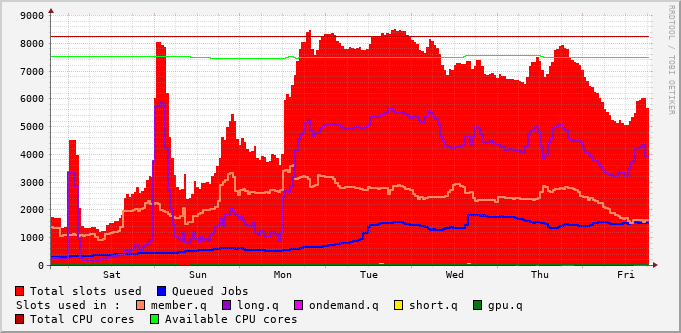 9000
8000
7000
6000
5000
4000
3000
2000
1000
0
Sat Sun Mon Tue Wed Thu Fri
Total slots used Queued Jobs
Slots used in : member.q long.q ondemand.q short.q gpu.q
Total CPU cores Available CPU cores
RRDTOOL / TOBI OETIKER